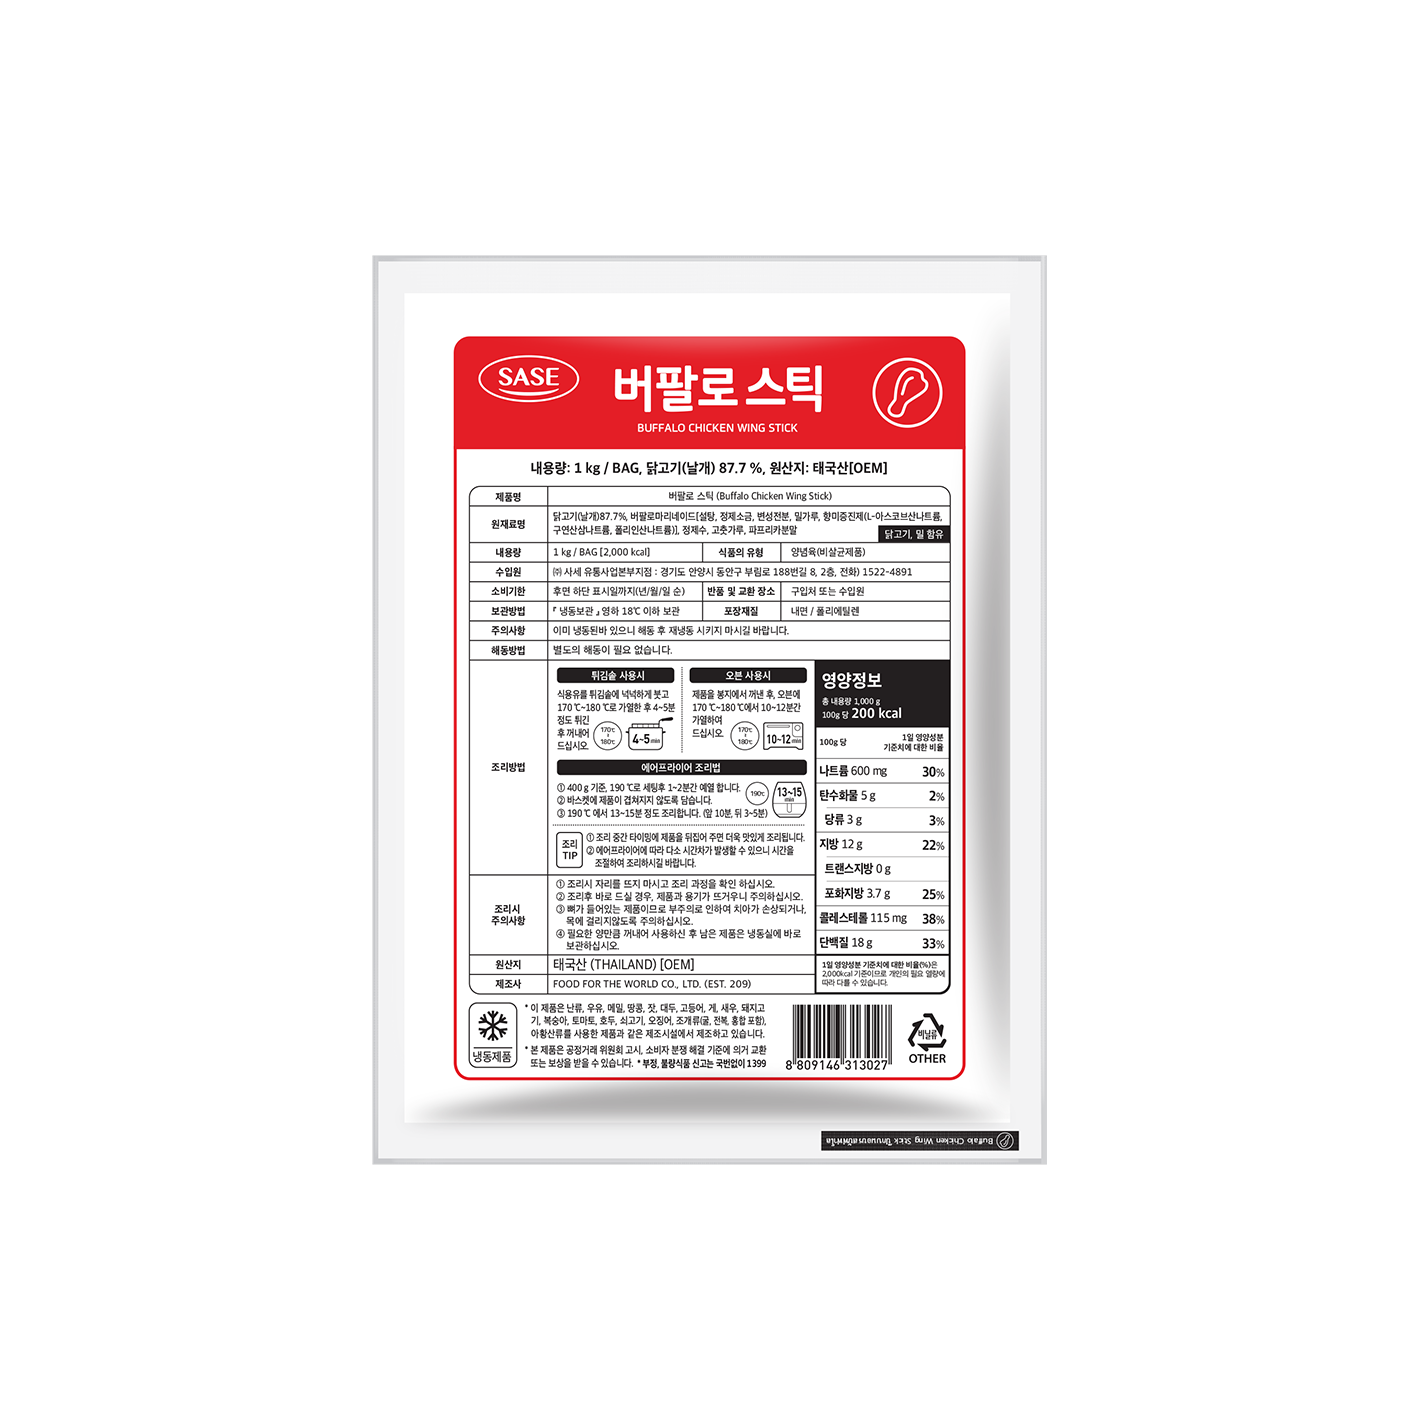 SASE
버팔로 스틱
BUFFALO CHICKEN WING STICK
내용량: 1 kg / BAG, 닭고기(날개) 87.7 %, 원산지: 태국산[OEM]
제품명
버팔로 스틱 (Buffalo Chicken Wing Stick)
원재료명
닭고기(날개)87.7%, 버팔로마리네이드[설탕, 정제소금, 변성전분, 밀가루, 향미증진제(L-아스코브산나트륨,
구연산삼나트륨, 폴리인산나트륨)], 정제수, 고춧가루, 파프리카분말
닭고기, 밀 함유
내용량
1 kg / BAG [2,000 kcal]
식품의 유형
양념육(비살균제품)
수입원
㈜ 사세 유통사업본부지점 : 경기도 안양시 동안구 부림로 188번길 8, 2층, 전화) 1522-4891
소비기한
후면 하단 표시일까지(년/월/일 순)
반품 및 교환 장소
구입처 또는 수입원
보관방법
『 냉동보관 』 영하 18℃ 이하 보관
포장재질
내면 / 폴리에틸렌
주의사항
이미 냉동된바 있으니 해동 후 재냉동 시키지 마시길 바랍니다.
해동방법
별도의 해동이 필요 없습니다.
조리방법
튀김솥 사용시
식용유를 튀김솥에 넉넉하게 붓고
170 ℃~180 ℃로 가열한 후 4~5분
정도 튀긴
후 꺼내어
드십시오.
170℃
~
180℃
4~5 min
오븐 사용시
제품을 봉지에서 꺼낸 후, 오븐에
170 ℃~180 ℃에서 10~12분간
가열하여
드십시오.
170℃
~
180℃
10~12 min
에어프라이어 조리법
① 400 g 기준, 190 ℃로 세팅후 1~2분간 예열 합니다.
② 바스켓에 제품이 겹쳐지지 않도록 담습니다.
③ 190 ℃ 에서 13~15분 정도 조리합니다. (앞 10분, 뒤 3~5분)
190℃
13~15
min
조리
TIP
① 조리 중간 타이밍에 제품을 뒤집어 주면 더욱 맛있게 조리됩니다.
② 에어프라이어에 따라 다소 시간차가 발생할 수 있으니 시간을
조절하여 조리하시길 바랍니다.
영양정보
총 내용량 1,000 g
100g 당 200 kcal
100g 당
1일 영양성분
기준치에 대한 비율
나트륨 600 mg 30%
탄수화물 5 g 2%
당류 3 g 3%
지방 12 g 22%
트랜스지방 0 g
포화지방 3.7 g 25%
콜레스테롤 115 mg 38%
단백질 18 g 33%
1일 영양성분 기준치에 대한 비율(%)은
2,000kcal 기준이므로 개인의 필요 열량에
따라 다를 수 있습니다.
조리시
주의사항
① 조리시 자리를 뜨지 마시고 조리 과정을 확인 하십시오.
② 조리후 바로 드실 경우, 제품과 용기가 뜨거우니 주의하십시오.
③ 뼈가 들어있는 제품이므로 부주의로 인하여 치아가 손상되거나,
목에 걸리지않도록 주의하십시오.
④ 필요한 양만큼 꺼내어 사용하신 후 남은 제품은 냉동실에 바로
보관하십시오.
원산지
태국산 (THAILAND) [OEM]
제조사
FOOD FOR THE WORLD CO., LTD. (EST. 209)
냉동제품
* 이 제품은 난류, 우유, 메밀, 땅콩, 잣, 대두, 고등어, 게, 새우, 돼지고
기, 복숭아, 토마토, 호두, 쇠고기, 오징어, 조개류(굴, 전복, 홍합 포함),
아황산류를 사용한 제품과 같은 제조시설에서 제조하고 있습니다.
* 본 제품은 공정거래 위원회 고시, 소비자 분쟁 해결 기준에 의거 교환
또는 보상을 받을 수 있습니다. * 부정, 불량식품 신고는 국번없이 1399
8 809146 313027
비닐류
OTHER
Buffalo Chicken Wing Stick